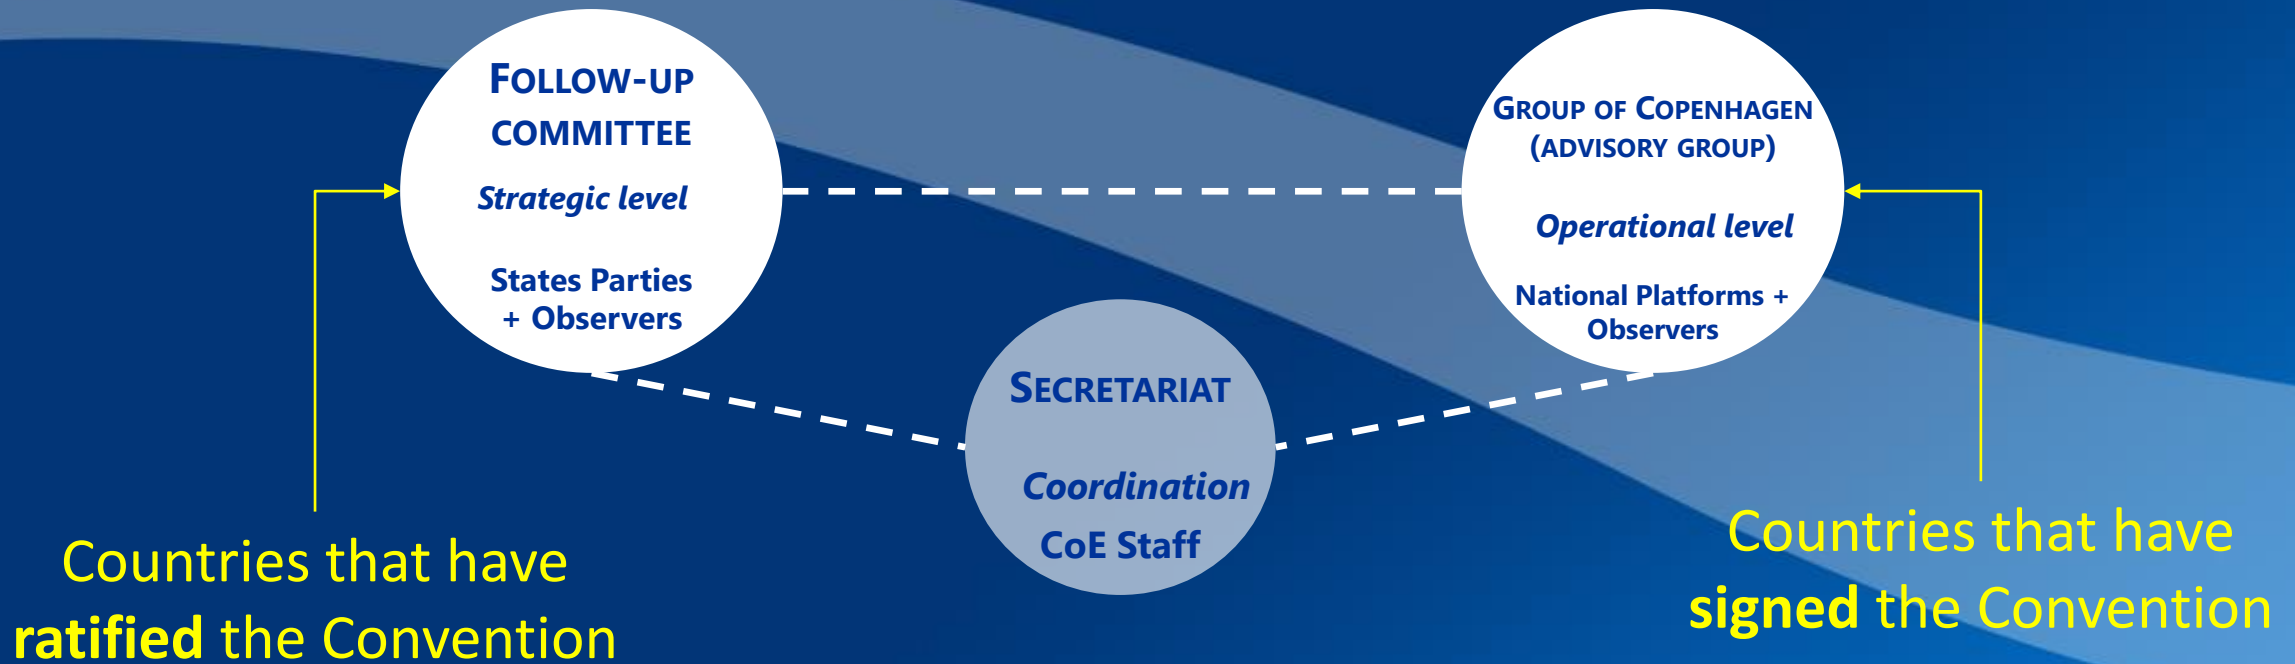 FOLLOW-UP
COMMITTEE
Strategic level
States Parties
+ Observers
GROUP OF COPENHAGEN
(ADVISORY GROUP)
Operational level
National Platforms +
Observers
SECRETARIAT
Coordination
CoE Staff
Countries that have
ratified the Convention
Countries that have
signed the Convention